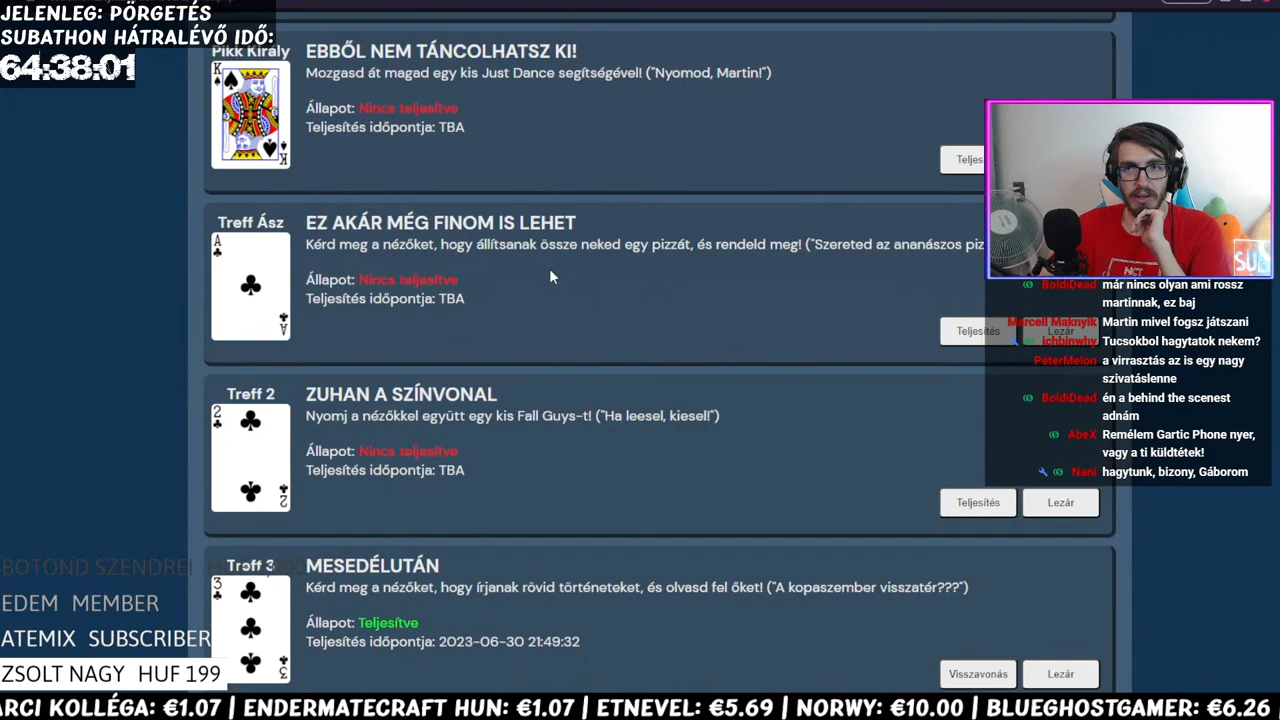 JELENLEG: PÖRGETÉS
SUBATHON HÁTRALÉVŐ IDŐ:
64:38:01
Pikk Király
EBBŐL NEM TÁNCOLHATSZ KI!
Mozgasd át magad egy kis Just Dance segítségével! ("Nyomod, Martin!")
Állapot: Nincs teljesítve
Teljesítés időpontja: TBA
Teljes
Treff Ász
EZ AKÁR MÉG FINOM IS LEHET
Kérd meg a nézőket, hogy állítsanak össze neked egy pizzát, és rendeld meg! ("Szereted az ananászos piz
Állapot: Nincs teljesítve
Teljesítés időpontja: TBA
Teljesítés
Lezár
Treff 2
ZUHAN A SZÍNVONAL
Nyomj a nézőkkel együtt egy kis Fall Guys-t! ("Ha leesel, kiesel!")
Állapot: Nincs teljesítve
Teljesítés időpontja: TBA
Teljesítés
Lezár
Treff 3
MESEDÉLUTÁN
Kérd meg a nézőket, hogy írjanak rövid történeteket, és olvasd fel őket! ("A kopaszember visszatér???")
Állapot: Teljesítve
Teljesítés időpontja: 2023-06-30 21:49:32
Visszavonás
Lezár
BoldiDead már nincs olyan ami rossz
martinnak, ez baj
Marcell Maknyik Martin mivel fogsz játszani
ichbinwhy Tucsokbol hagytatok nekem?
PéterMelon a virrasztás az is egy nagy
szivatáslenne
BoldiDead én a behind the scenest
adnám
AbeX Remélem Gartic Phone nyer,
vagy a ti küldtétek!
Nani hagytunk, bizony, Gáborom
BOTOND SZENDREI
EDEM MEMBER
ATEMIX SUBSCRIBER
ZSOLT NAGY HUF 199
ARCI KOLLÉGA: €1.07 | ENDERMATECRAFT HUN: €1.07 | ETNEVEL: €5.69 | NORWY: €10.00 | BLUEGHOSTGAMER: €6.26